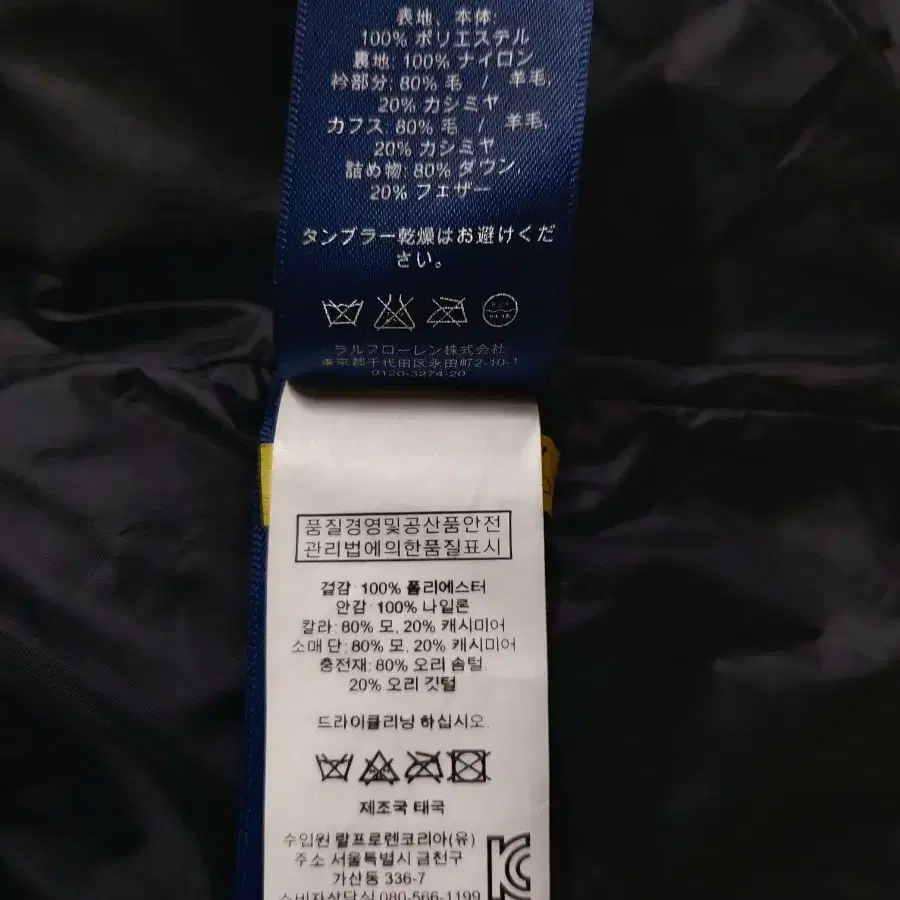 表地、本体:
100% ポリエステル
裏地: 100% ナイロン
衿部分: 80% 毛 / 羊毛,
20% カシミヤ
カフス: 80% 毛 / 羊毛,
20% カシミヤ
詰め物: 80% ダウン,
20% フェザー
タンブラー乾燥はお避けくだ
さい。
ラルフローレン株式会社
東京都千代田区永田町2-10-1
0120-3274-20
품질경영및공산품안전
관리법에의한품질표시
겉감: 100% 폴리에스터
안감: 100% 나일론
칼라: 80% 모, 20% 캐시미어
소매 단: 80% 모, 20% 캐시미어
충전재: 80% 오리 솜털,
20% 오리 깃털
드라이클리닝 하십시오.
제조국 태국
수입원 랄프로렌코리아(유)
주소 서울특별시 금천구
가산동 336-7
소비자상담실 080-566-1199